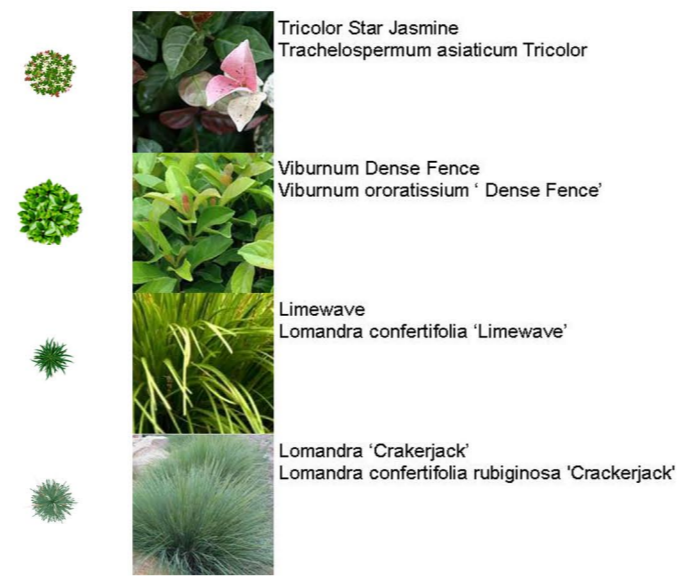 Tricolor Star Jasmine
Trachelospermum asiaticum Tricolor
Viburnum Dense Fence
Viburnum ororatissium ‘ Dense Fence’
Limewave
Lomandra confertifolia ‘Limewave’
Lomandra ‘Crakerjack’
Lomandra confertifolia rubiginosa 'Crackerjack'